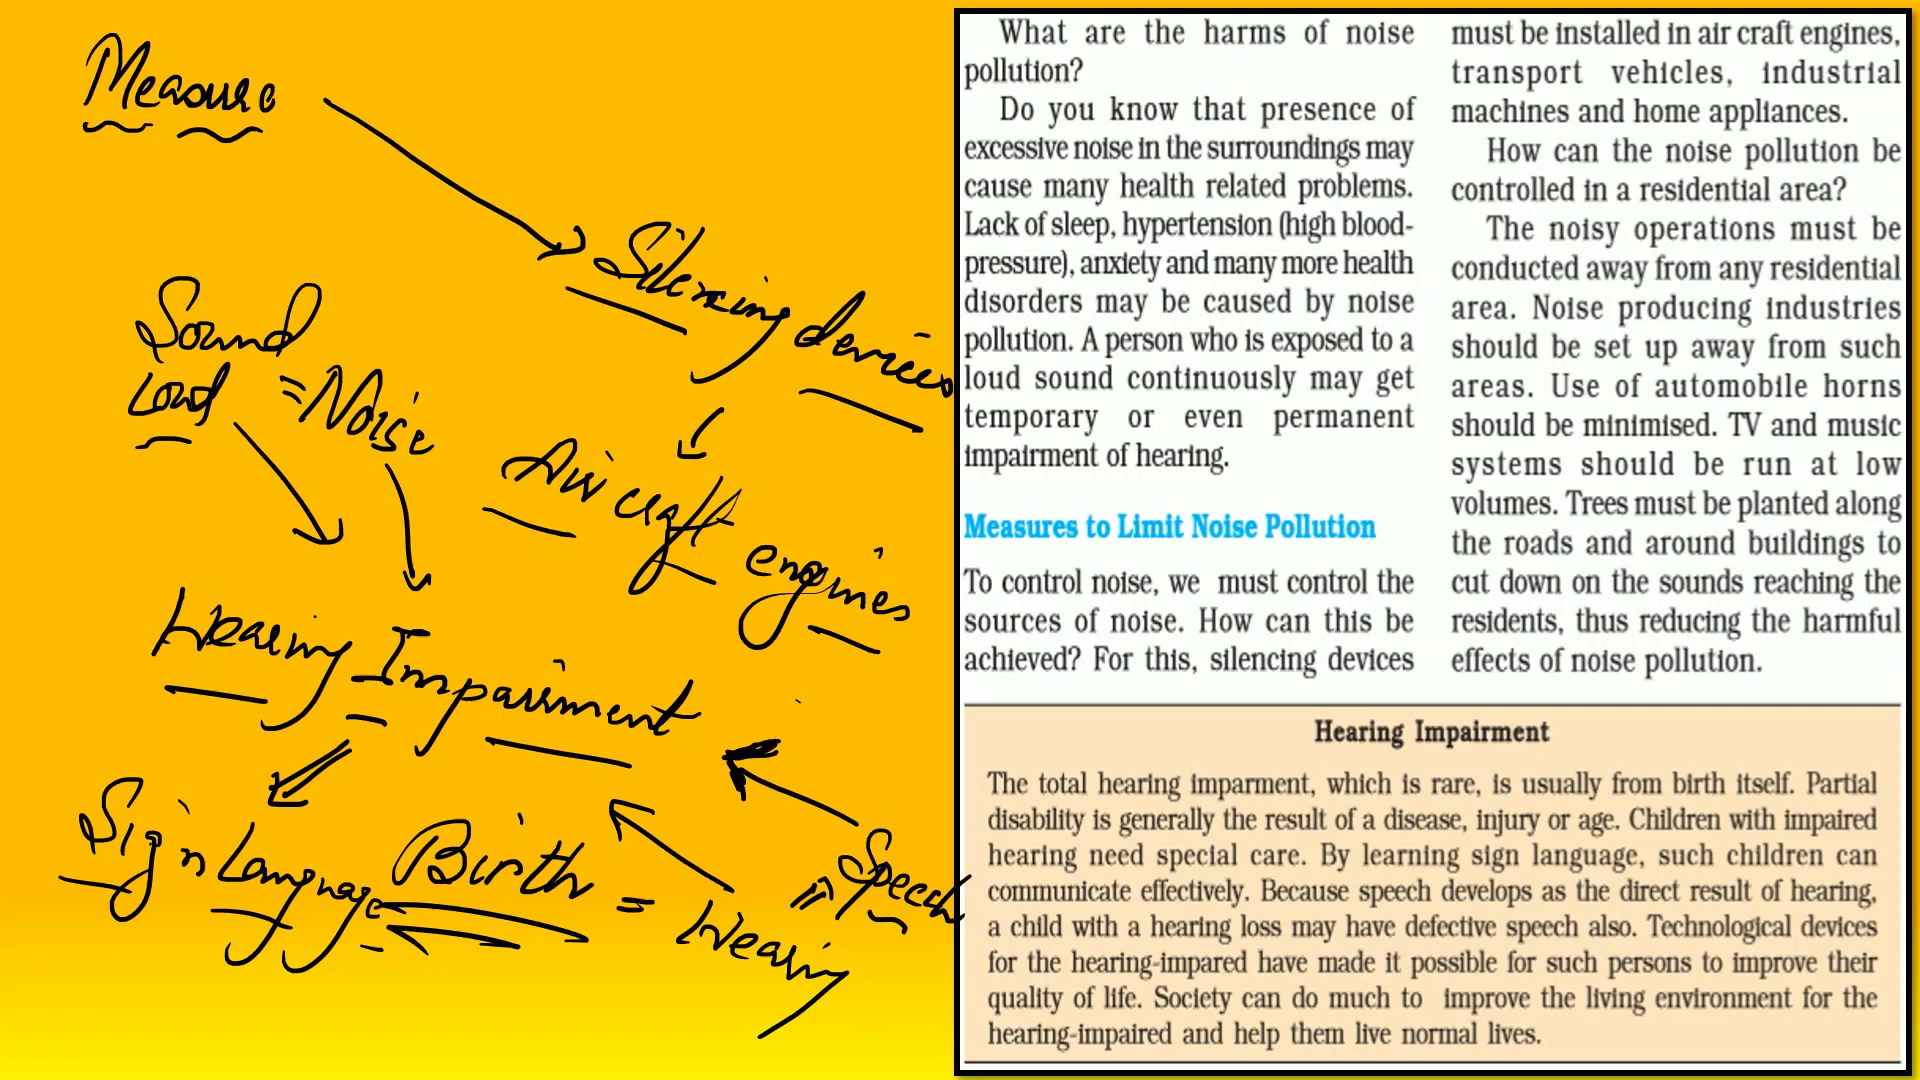 Measure
Silencing devices
Sound
Loud = Noise
Air craft engines
Hearing Impairment
Sign Language
Birth = Hearing
Speech
What are the harms of noise
pollution?
Do you know that presence of
excessive noise in the surroundings may
cause many health related problems.
Lack of sleep, hypertension (high blood-
pressure), anxiety and many more health
disorders may be caused by noise
pollution. A person who is exposed to a
loud sound continuously may get
temporary or even permanent
impairment of hearing.
Measures to Limit Noise Pollution
To control noise, we must control the
sources of noise. How can this be
achieved? For this, silencing devices
must be installed in air craft engines,
transport vehicles, industrial
machines and home appliances.
How can the noise pollution be
controlled in a residential area?
The noisy operations must be
conducted away from any residential
area. Noise producing industries
should be set up away from such
areas. Use of automobile horns
should be minimised. TV and music
systems should be run at low
volumes. Trees must be planted along
the roads and around buildings to
cut down on the sounds reaching the
residents, thus reducing the harmful
effects of noise pollution.
Hearing Impairment
The total hearing imparment, which is rare, is usually from birth itself. Partial
disability is generally the result of a disease, injury or age. Children with impaired
hearing need special care. By learning sign language, such children can
communicate effectively. Because speech develops as the direct result of hearing,
a child with a hearing loss may have defective speech also. Technological devices
for the hearing-impared have made it possible for such persons to improve their
quality of life. Society can do much to improve the living environment for the
hearing-impaired and help them live normal lives.